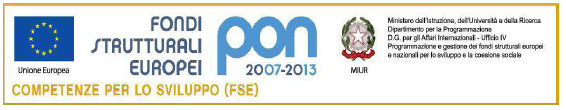 FONDI
STRUTTURALI
EUROPEI
pon
2007-2013
Unione Europea
MIUR
Ministero dell'Istruzione, dell'Università e della Ricerca
Dipartimento per la Programmazione
D.G. per gli Affari Internazionali - Ufficio IV
Programmazione e gestione dei fondi strutturali europei
e nazionali per lo sviluppo e la coesione sociale
COMPETENZE PER LO SVILUPPO (FSE)